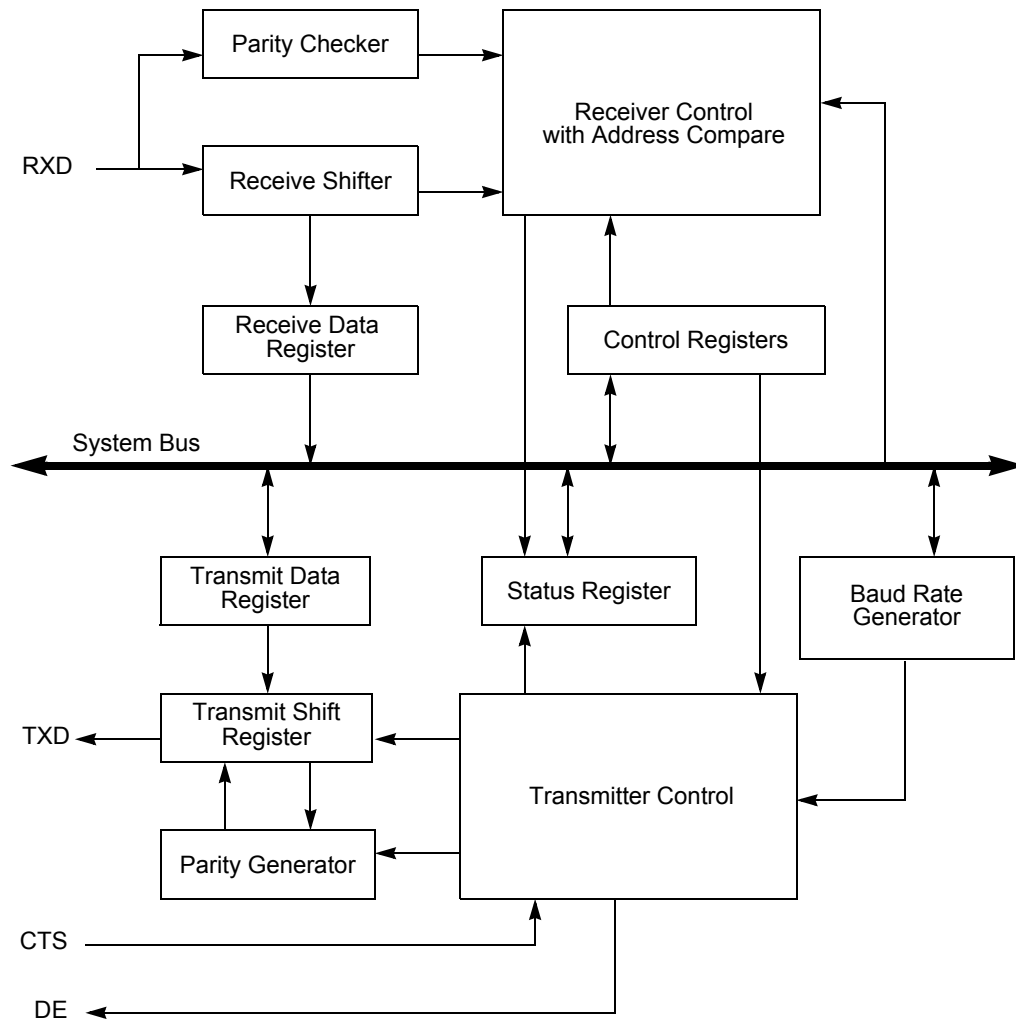 Parity Checker
Receiver Control
with Address Compare
RXD
Receive Shifter
Receive Data
Register
Control Registers
System Bus
Transmit Data
Register
Status Register
Baud Rate
Generator
Transmit Shift
Register
TXD
Transmitter Control
Parity Generator
CTS
DE